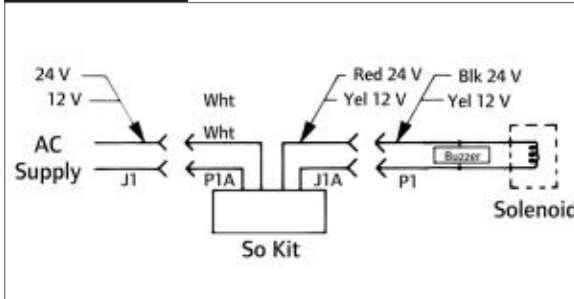 24 V
12 V
Wht
Wht
Red 24 V
Yel 12 V
Blk 24 V
Yel 12 V
AC
Supply
J1
P1A
J1A
P1
Buzzer
Solenoid
So Kit